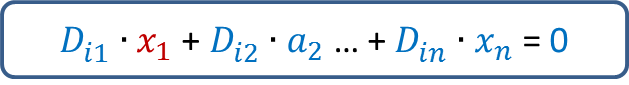 D_{i1} · x_1 + D_{i2} · a_2 ... + D_{in} · x_n = 0